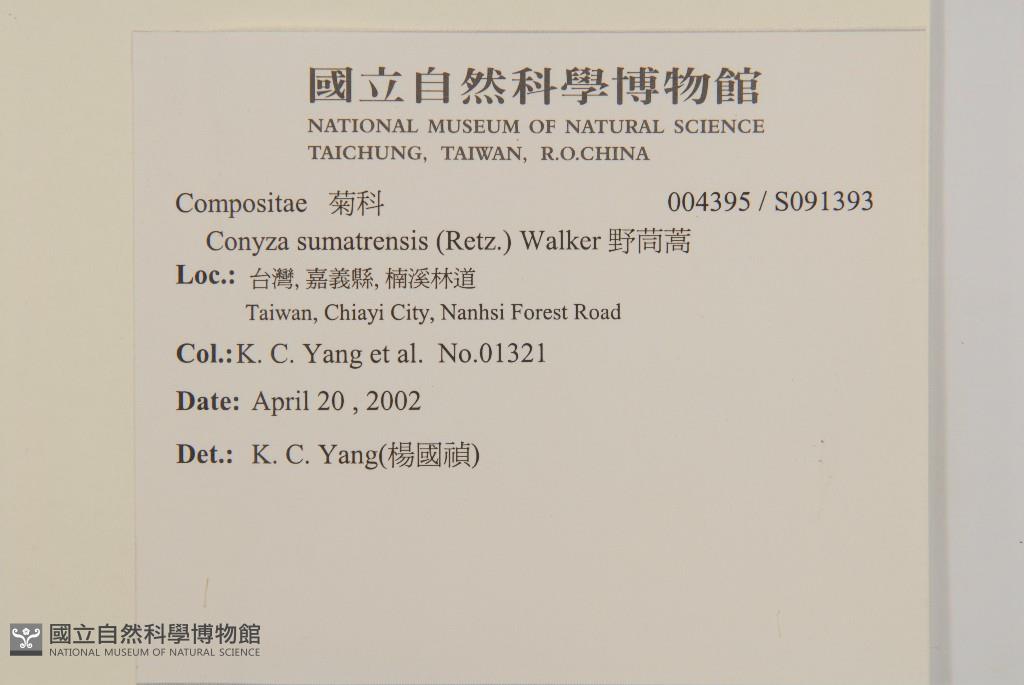 國立自然科學博物館
NATIONAL MUSEUM OF NATURAL SCIENCE
TAICHUNG, TAIWAN, R.O.CHINA
Compositae 菊科 004395 / S091393
Conyza sumatrensis (Retz.) Walker 野茼蒿
Loc.: 台灣, 嘉義縣, 楠溪林道
Taiwan, Chiayi City, Nanhsi Forest Road
Col.:K. C. Yang et al. No.01321
Date: April 20 , 2002
Det.: K. C. Yang(楊國禎)
國立自然科學博物館
NATIONAL MUSEUM OF NATURAL SCIENCE